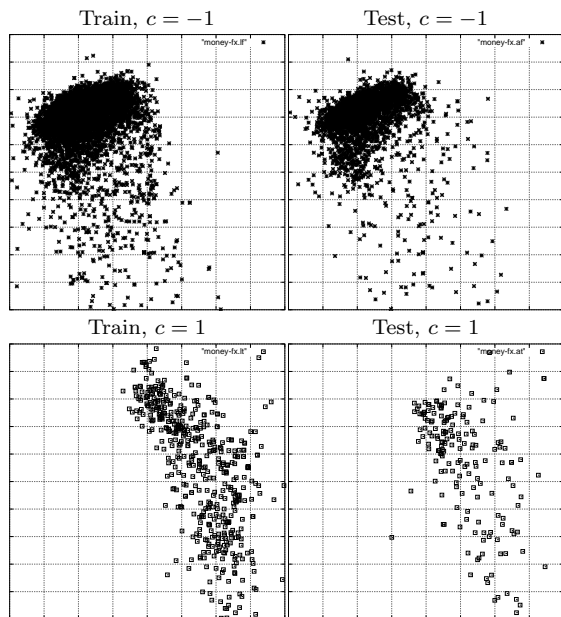 Train, c = −1
Test, c = −1
"money-fx.lf"
"money-fx.af"
Train, c = 1
Test, c = 1
"money-fx.lt"
"money-fx.at"